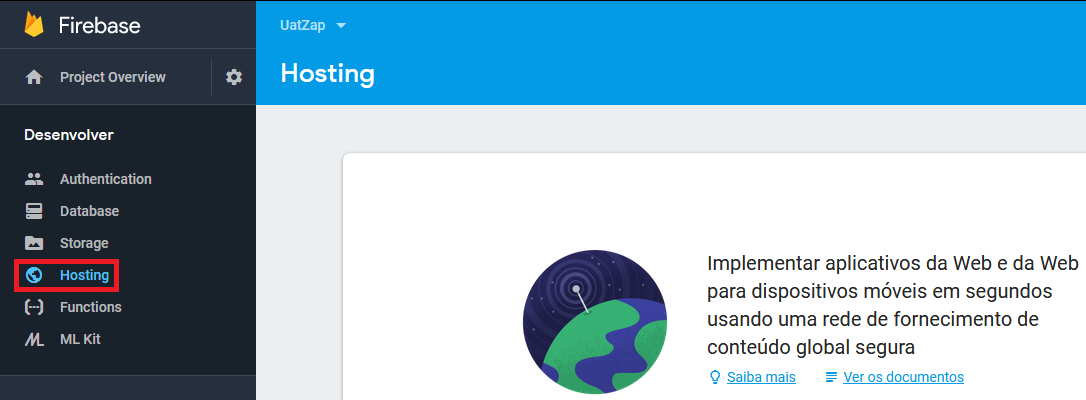 Firebase
Project Overview
Desenvolver
Authentication
Database
Storage
Hosting
Functions
ML Kit
UatZap
Hosting
Implementar aplicativos da Web e da Web
para dispositivos móveis em segundos
usando uma rede de fornecimento de
conteúdo global segura
Saiba mais Ver os documentos